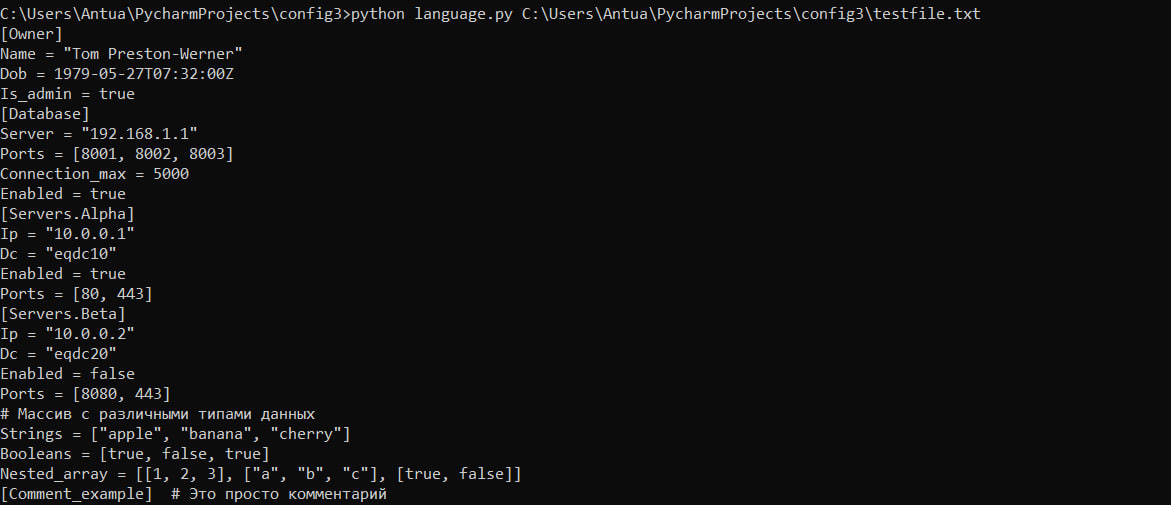 C:\Users\Antua\PycharmProjects\config3>python language.py C:\Users\Antua\PycharmProjects\config3\testfile.txt
[Owner]
Name = "Tom Preston-Werner"
Dob = 1979-05-27T07:32:00Z
Is_admin = true
[Database]
Server = "192.168.1.1"
Ports = [8001, 8002, 8003]
Connection_max = 5000
Enabled = true
[Servers.Alpha]
Ip = "10.0.0.1"
Dc = "eqdc10"
Enabled = true
Ports = [80, 443]
[Servers.Beta]
Ip = "10.0.0.2"
Dc = "eqdc20"
Enabled = false
Ports = [8080, 443]
# Массив с различными типами данных
Strings = ["apple", "banana", "cherry"]
Booleans = [true, false, true]
Nested_array = [[1, 2, 3], ["a", "b", "c"], [true, false]]
[Comment_example]  # Это просто комментарий